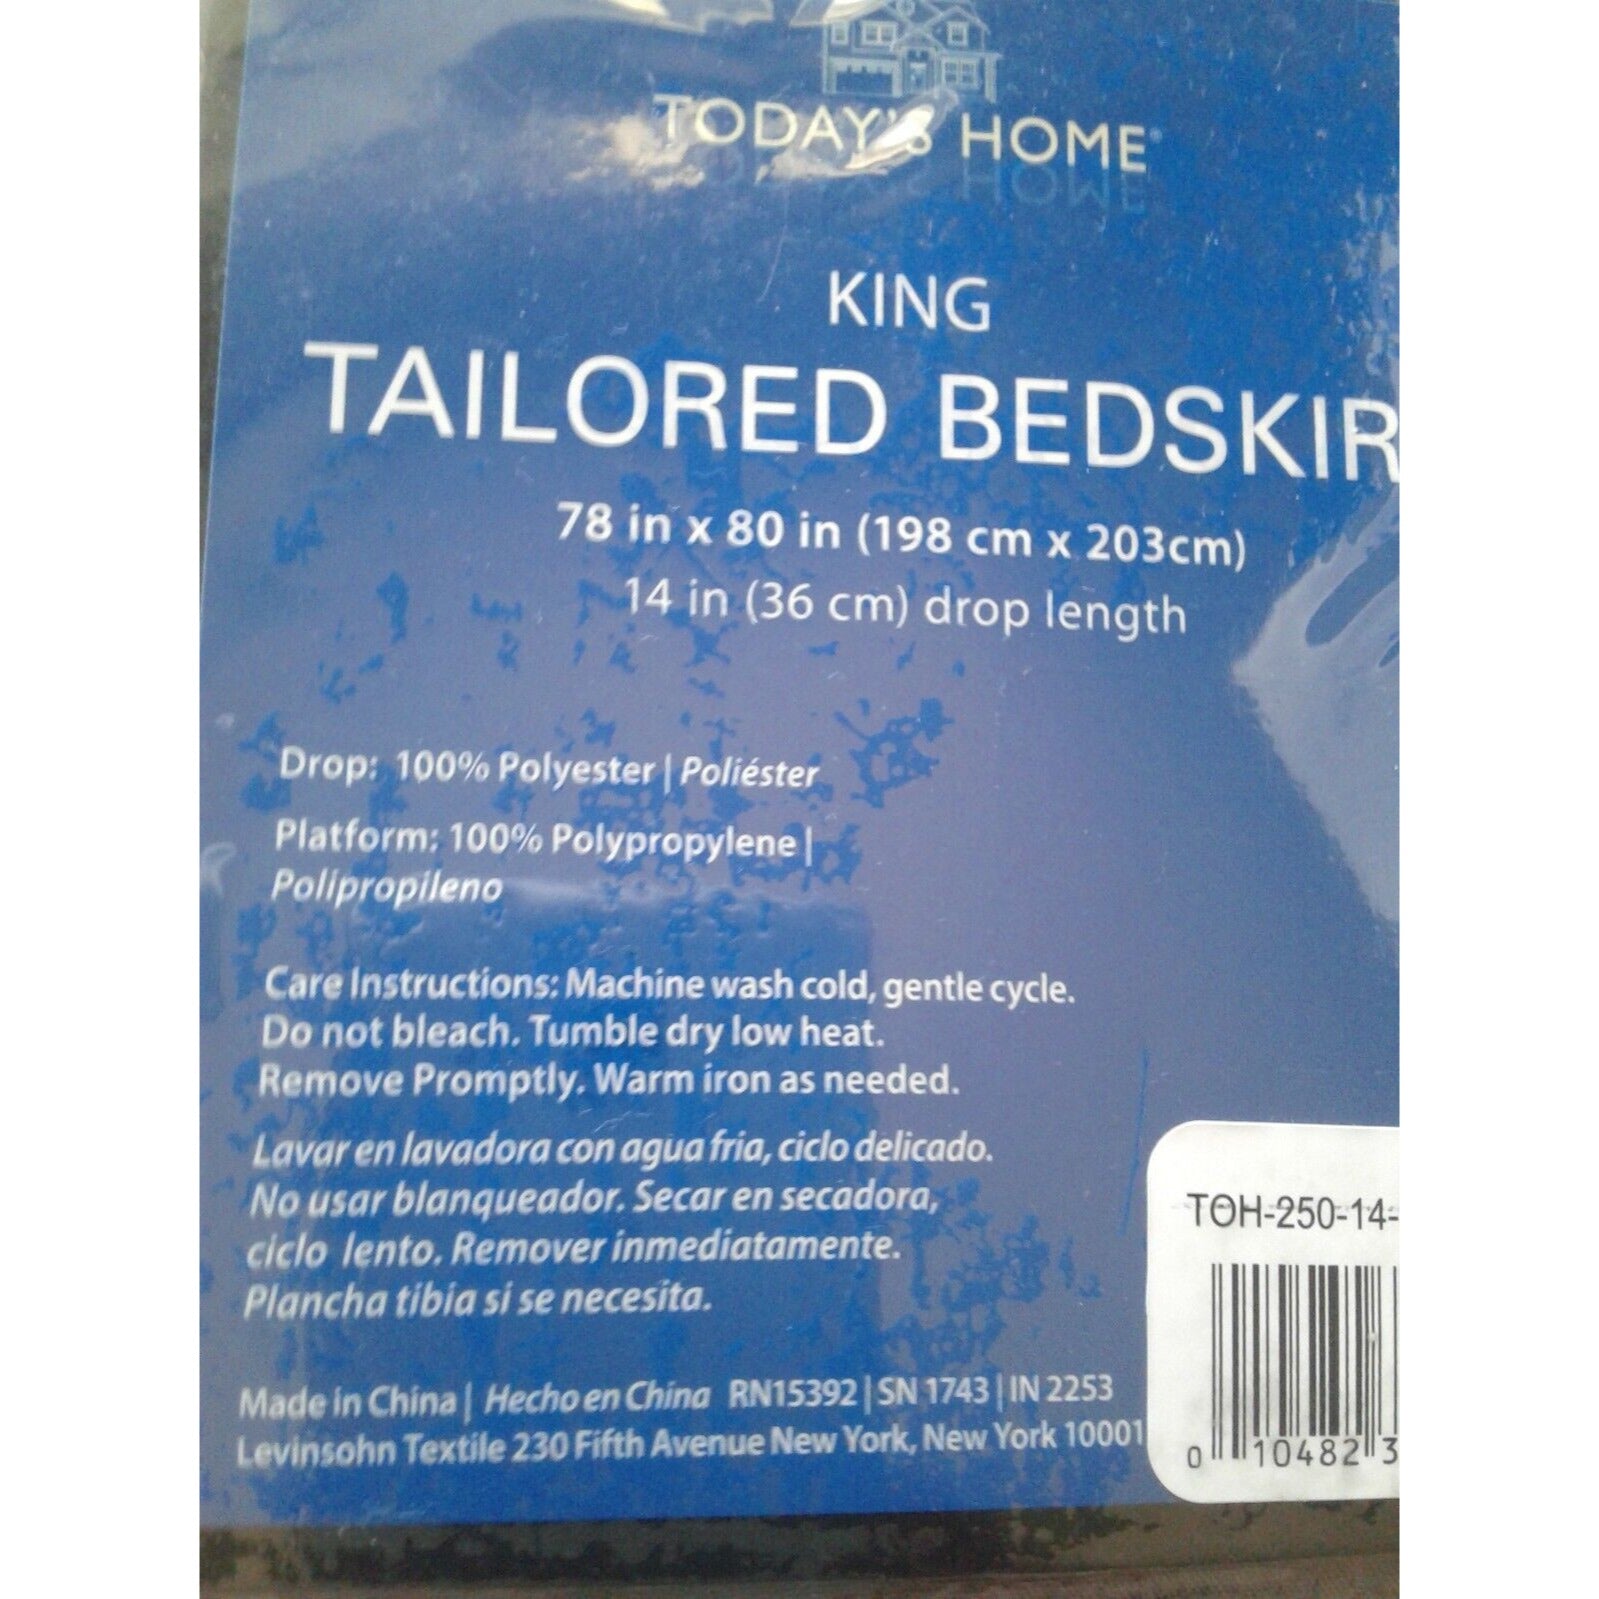 TODAY'S HOME®
KING
TAILORED BEDSKIR
78 in x 80 in (198 cm x 203cm)
14 in (36 cm) drop length
Drop: 100% Polyester | Poliéster
Platform: 100% Polypropylene |
Polipropileno
Care Instructions: Machine wash cold, gentle cycle.
Do not bleach. Tumble dry low heat.
Remove Promptly. Warm iron as needed.
Lavar en lavadora con agua fria, ciclo delicado.
No usar blanqueador. Secar en secadora,
ciclo lento. Remover inmediatamente.
Plancha tibia si se necesita.
Made in China | Hecho en China RN15392 | SN 1743 | IN 2253
Levinsohn Textile 230 Fifth Avenue New York, New York 10001
TOH-250-14-
0 10482 3